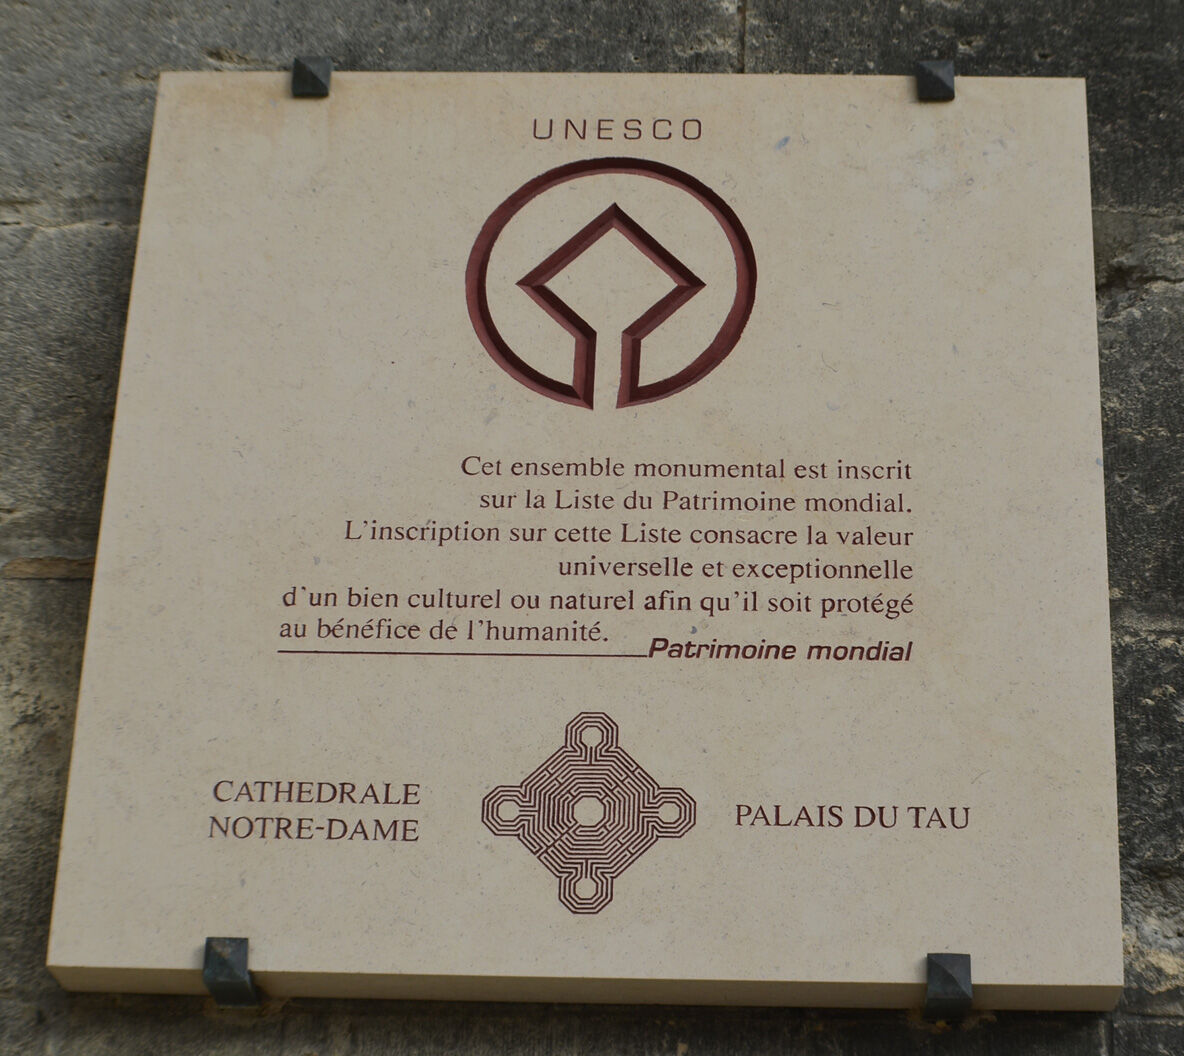 UNESCO
Cet ensemble monumental est inscrit
sur la Liste du Patrimoine mondial.
L'inscription sur cette Liste consacre la valeur
universelle et exceptionnelle
d'un bien culturel ou naturel afin qu'il soit protégé
au bénéfice de l'humanité.
Patrimoine mondial
CATHEDRALE
NOTRE-DAME
PALAIS DU TAU